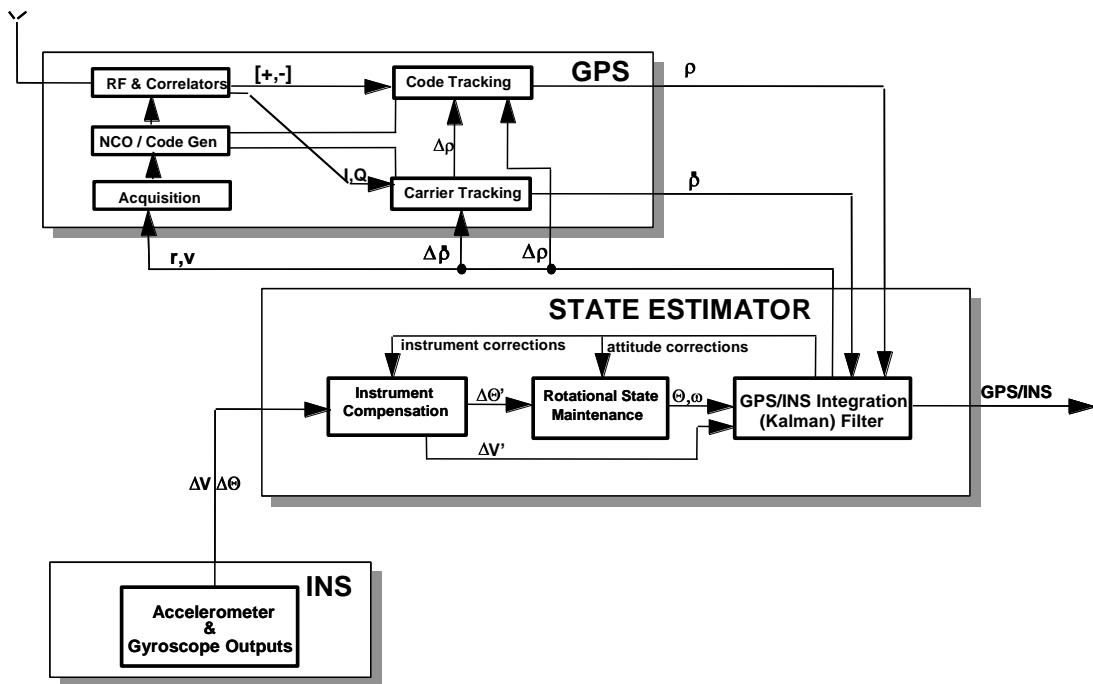 GPS
RF & Correlators
[+,-]
Code Tracking
ρ
NCO / Code Gen
Δρ
I,Q
Acquisition
Carrier Tracking
ρ̇
r,v
Δρ̇
Δρ
STATE ESTIMATOR
instrument corrections
attitude corrections
Instrument
Compensation
ΔΘ'
Rotational State
Maintenance
Θ,ω
GPS/INS Integration
(Kalman) Filter
GPS/INS
ΔV'
ΔV ΔΘ
INS
Accelerometer
&
Gyroscope Outputs